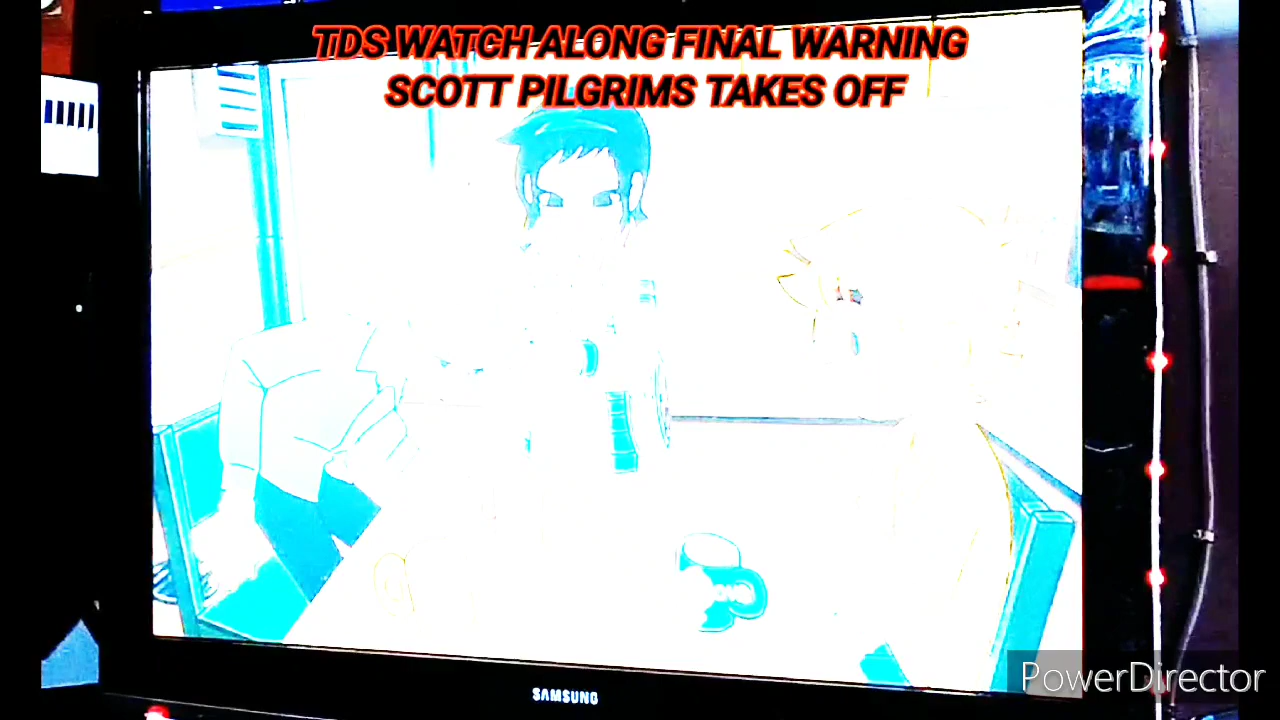 TDS WATCH ALONG FINAL WARNING
SCOTT PILGRIMS TAKES OFF
SAMSUNG
PowerDirector